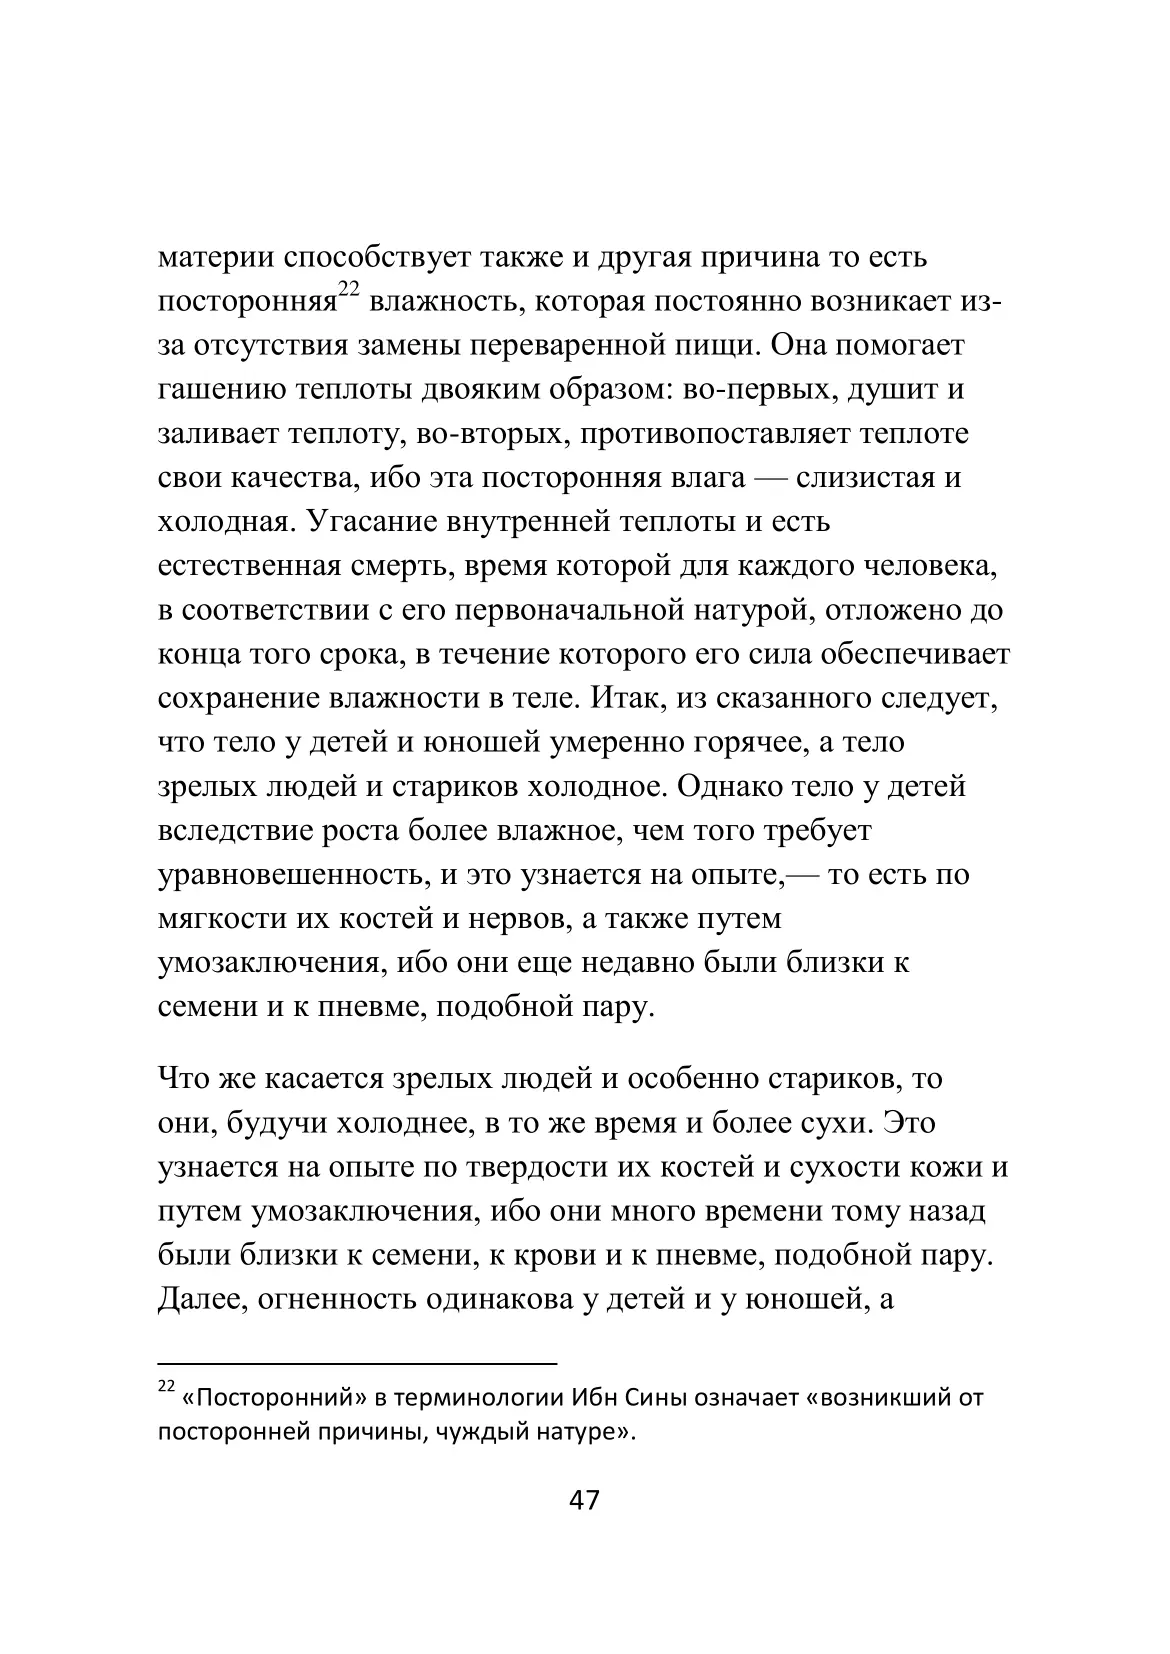 материи способствует также и другая причина то есть
посторонняя22 влажность, которая постоянно возникает из-
за отсутствия замены переваренной пищи. Она помогает
гашению теплоты двояким образом: во-первых, душит и
заливает теплоту, во-вторых, противопоставляет теплоте
свои качества, ибо эта посторонняя влага — слизистая и
холодная. Угасание внутренней теплоты и есть
естественная смерть, время которой для каждого человека,
в соответствии с его первоначальной натурой, отложено до
конца того срока, в течение которого его сила обеспечивает
сохранение влажности в теле. Итак, из сказанного следует,
что тело у детей и юношей умеренно горячее, а тело
зрелых людей и стариков холодное. Однако тело у детей
вследствие роста более влажное, чем того требует
уравновешенность, и это узнается на опыте,— то есть по
мягкости их костей и нервов, а также путем
умозаключения, ибо они еще недавно были близки к
семени и к пневме, подобной пару.
Что же касается зрелых людей и особенно стариков, то
они, будучи холоднее, в то же время и более сухи. Это
узнается на опыте по твердости их костей и сухости кожи и
путем умозаключения, ибо они много времени тому назад
были близки к семени, к крови и к пневме, подобной пару.
Далее, огненность одинакова у детей и у юношей, а
22 «Посторонний» в терминологии Ибн Сины означает «возникший от
посторонней причины, чуждый натуре».
47